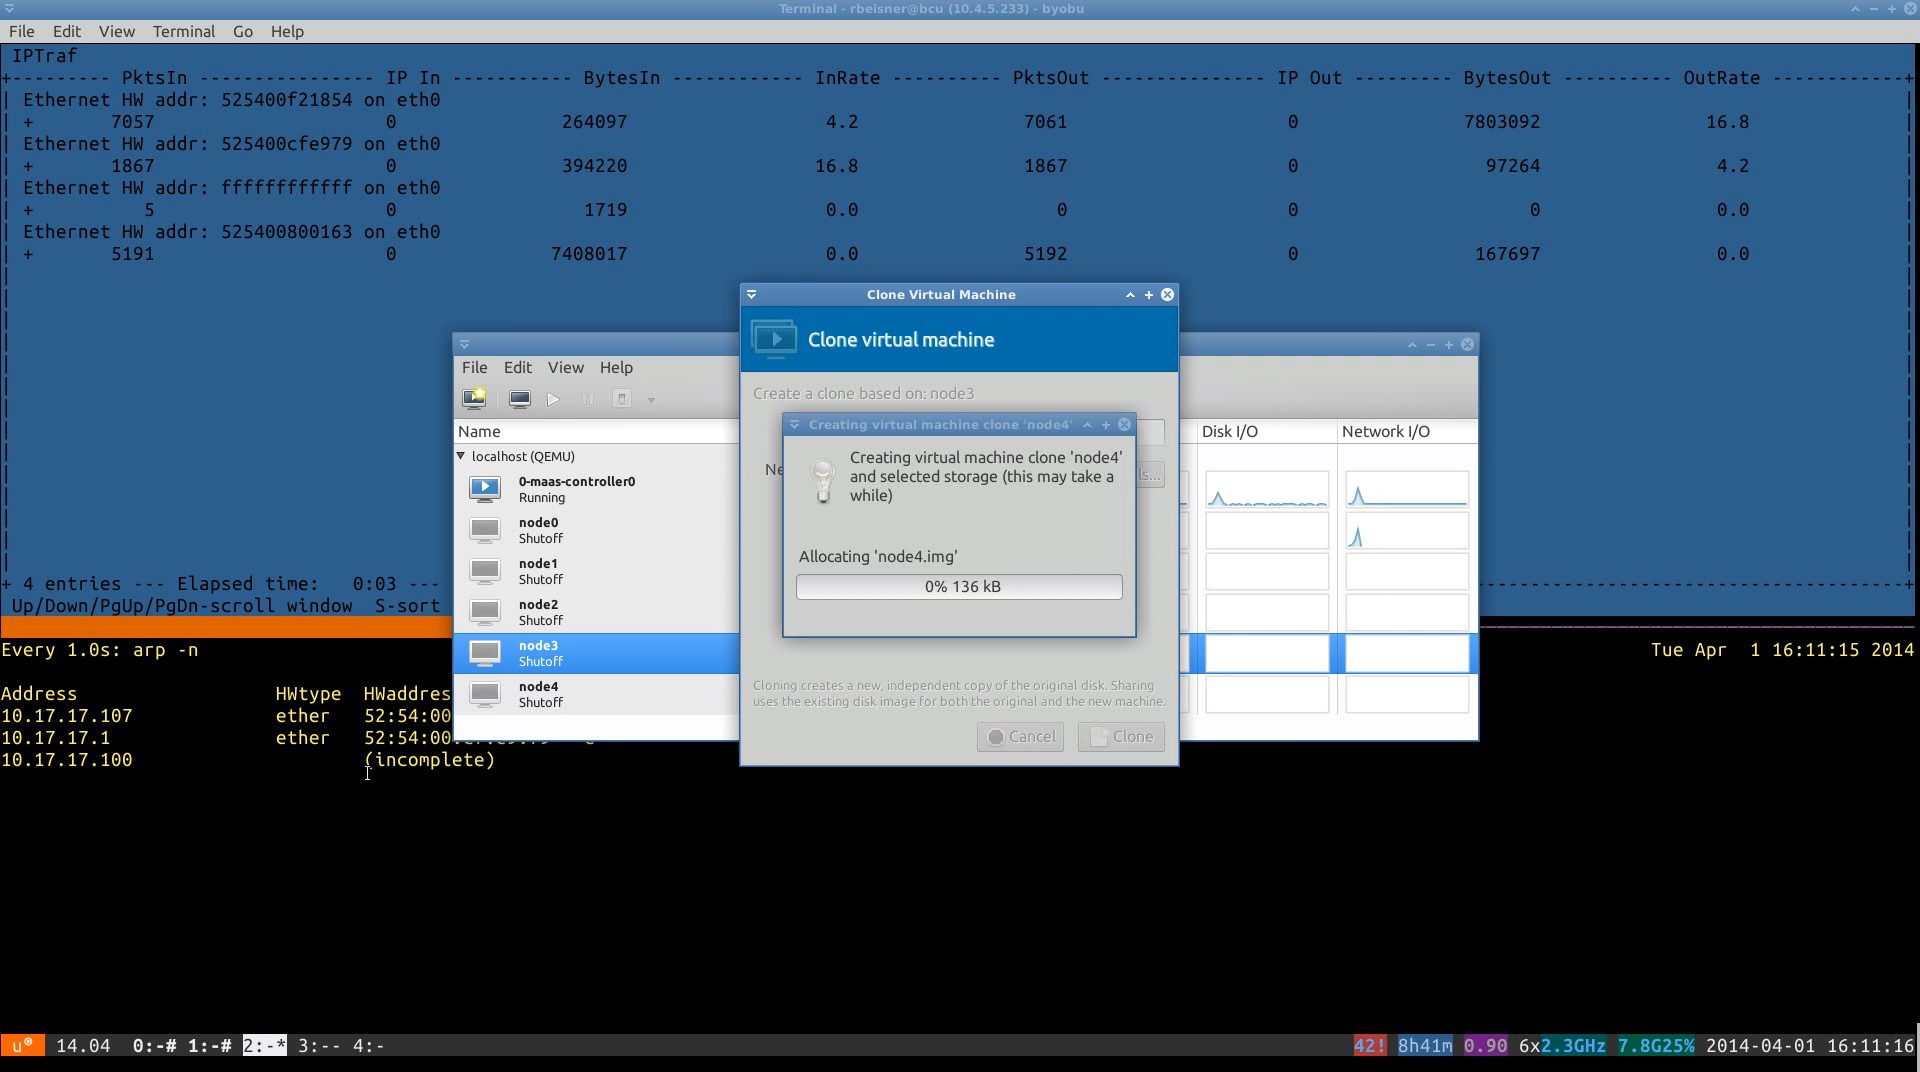 Terminal - rbeisner@bcu (10.4.5.233) - byobu
File Edit View Terminal Go Help
IPTraf
+--------- PktsIn ---------------- IP In ----------- BytesIn ------------ InRate ---------- PktsOut --------------- IP Out --------- BytesOut ---------- OutRate ------------+
Ethernet HW addr: 525400f21854 on eth0
+ 7057 0 264097 4.2 7061 0 7803092 16.8
Ethernet HW addr: 525400cfe979 on eth0
+ 1867 0 394220 16.8 1867 0 97264 4.2
Ethernet HW addr: ffffffffffff on eth0
+ 5 0 1719 0.0 0 0 0 0.0
Ethernet HW addr: 525400800163 on eth0
+ 5191 0 7408017 0.0 5192 0 167697 0.0
+ 4 entries --- Elapsed time: 0:03 ---
Up/Down/PgUp/PgDn-scroll window S-sort
File Edit View Help
Name Disk I/O Network I/O
localhost (QEMU)
0-maas-controller0
Running
node0
Shutoff
node1
Shutoff
node2
Shutoff
node3
Shutoff
node4
Shutoff
Clone Virtual Machine
Clone virtual machine
Create a clone based on: node3
Creating virtual machine clone 'node4'
Creating virtual machine clone 'node4'
and selected storage (this may take a
while)
Allocating 'node4.img'
0% 136 kB
Cloning creates a new, independent copy of the original disk. Sharing
uses the existing disk image for both the original and the new machine.
Cancel Clone
Every 1.0s: arp -n Tue Apr 1 16:11:15 2014
Address HWtype HWaddres
10.17.17.107 ether 52:54:00
10.17.17.1 ether 52:54:00
10.17.17.100 (incomplete)
u 14.04 0:-# 1:-# 2:-* 3:-- 4:- 42! 8h41m 0.90 6x2.3GHz 7.8G25% 2014-04-01 16:11:16